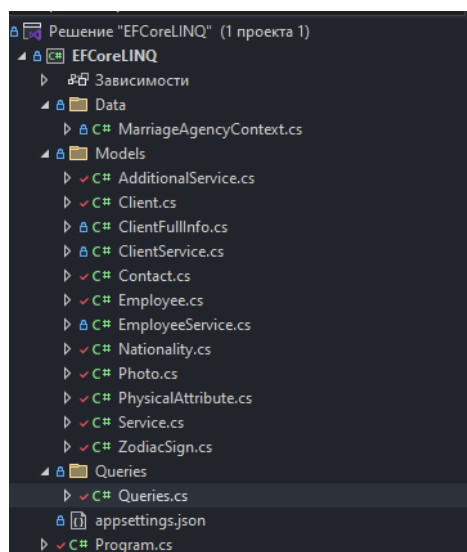 Решение "EFCoreLINQ" (1 проекта 1)
C# EFCoreLINQ
Зависимости
Data
C# MarriageAgencyContext.cs
Models
C# AdditionalService.cs
C# Client.cs
C# ClientFullInfo.cs
C# ClientService.cs
C# Contact.cs
C# Employee.cs
C# EmployeeService.cs
C# Nationality.cs
C# Photo.cs
C# PhysicalAttribute.cs
C# Service.cs
C# ZodiacSign.cs
Queries
C# Queries.cs
appsettings.json
C# Program.cs